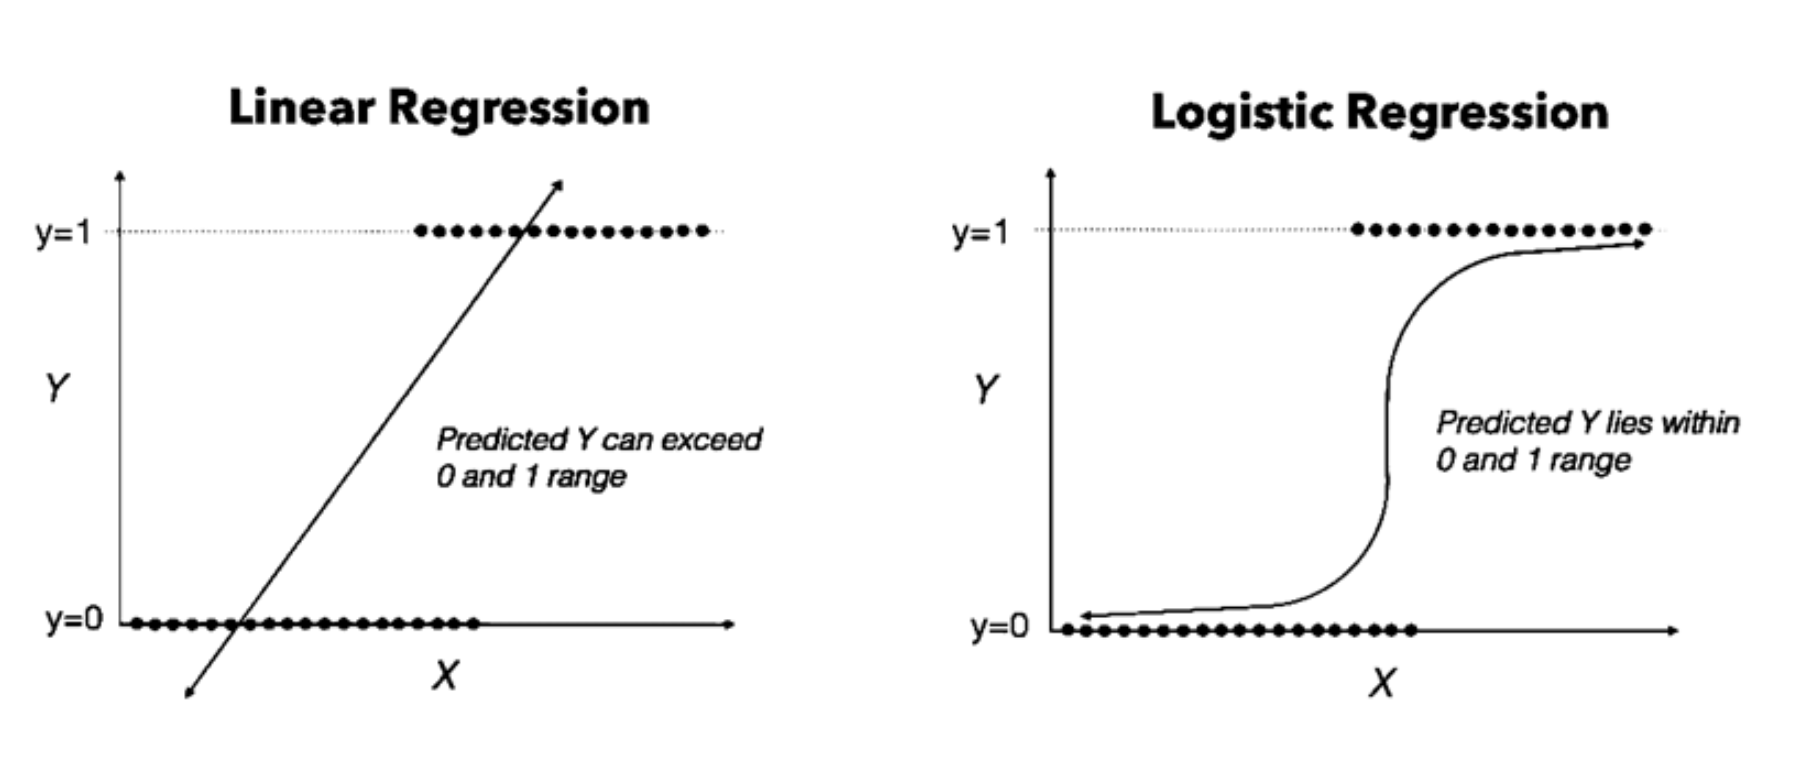 Linear Regression
y=1
Y
Predicted Y can exceed
0 and 1 range
y=0
X
Logistic Regression
y=1
Y
Predicted Y lies within
0 and 1 range
y=0
X